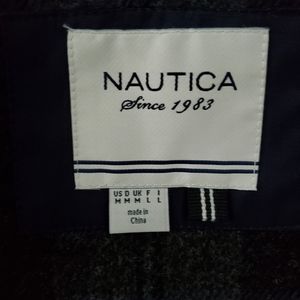 NAUTICA
Since 1983
US D UK F I
M M M L L
made in
China